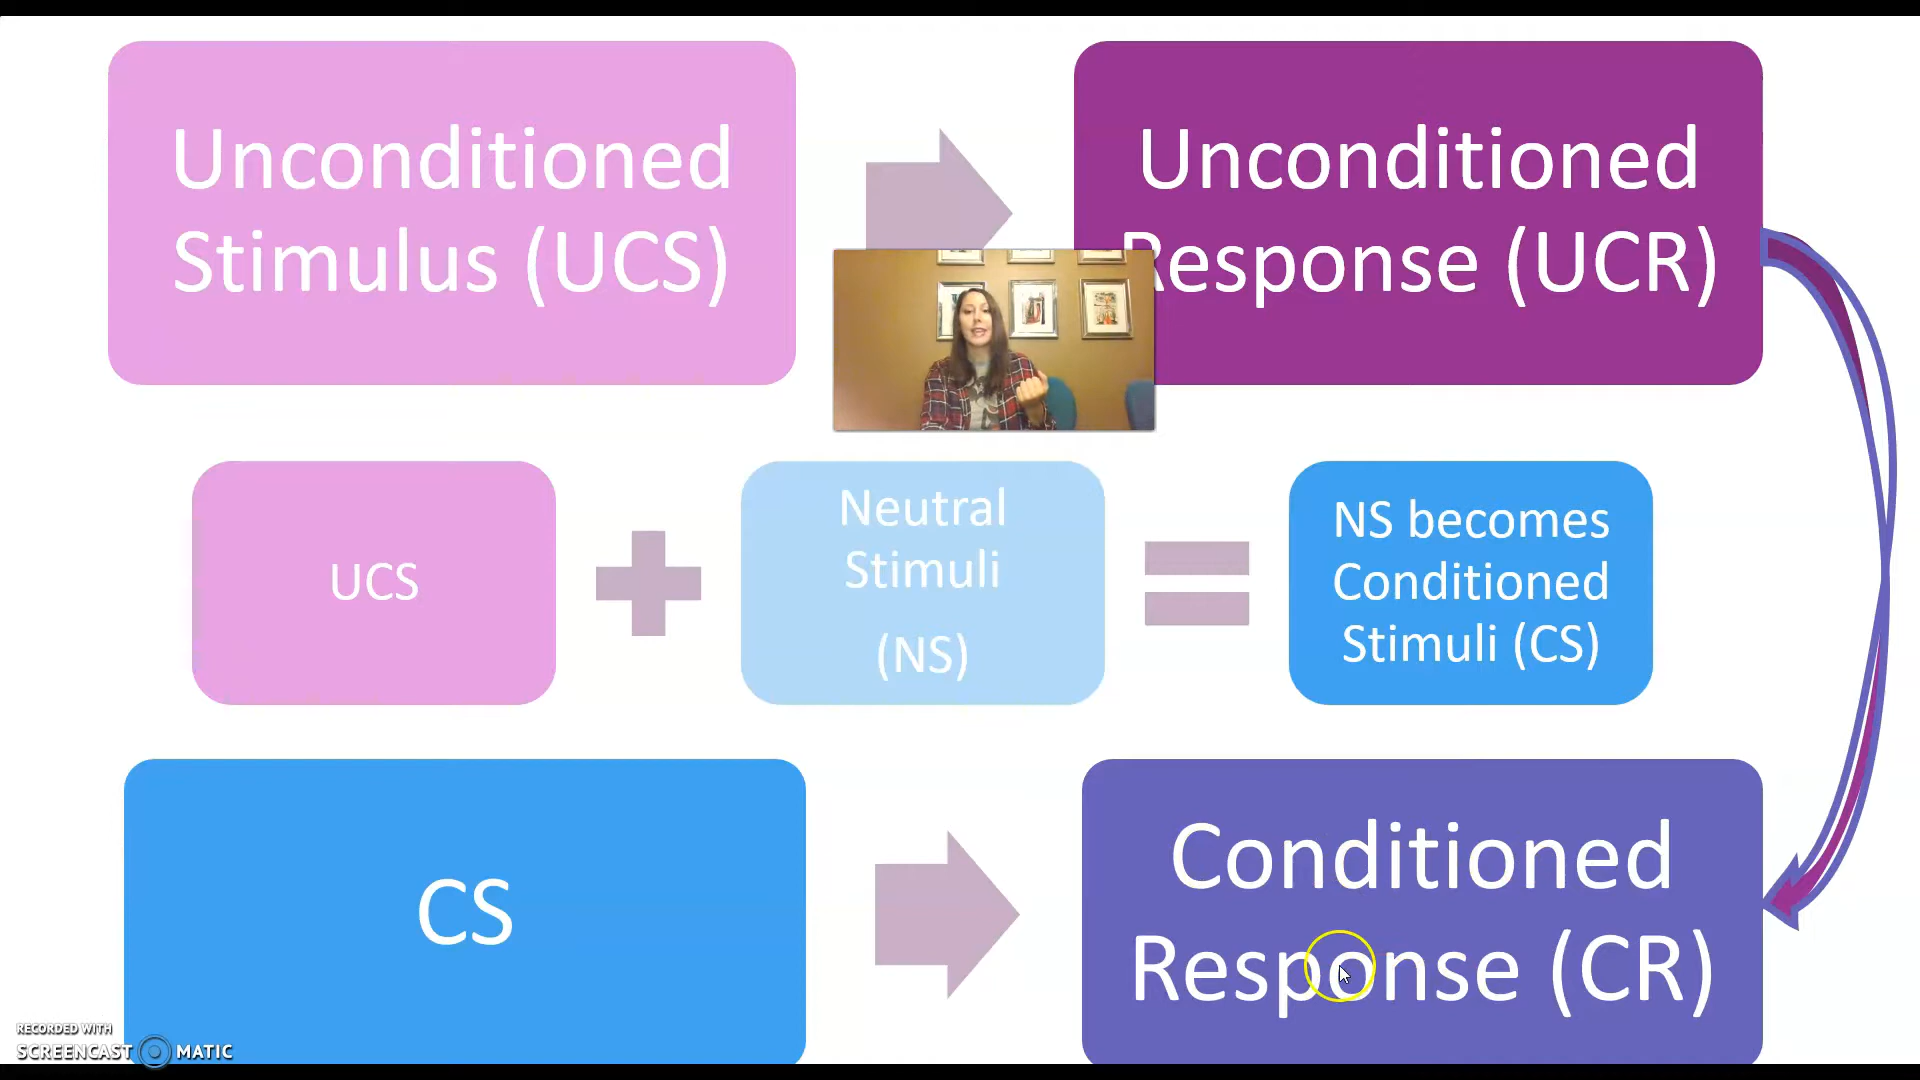 Unconditioned
Stimulus (UCS)
Unconditioned
Response (UCR)
UCS
Neutral
Stimuli
(NS)
NS becomes
Conditioned
Stimuli (CS)
CS
Conditioned
Response (CR)
RECORDED WITH
SCREENCAST MATIC